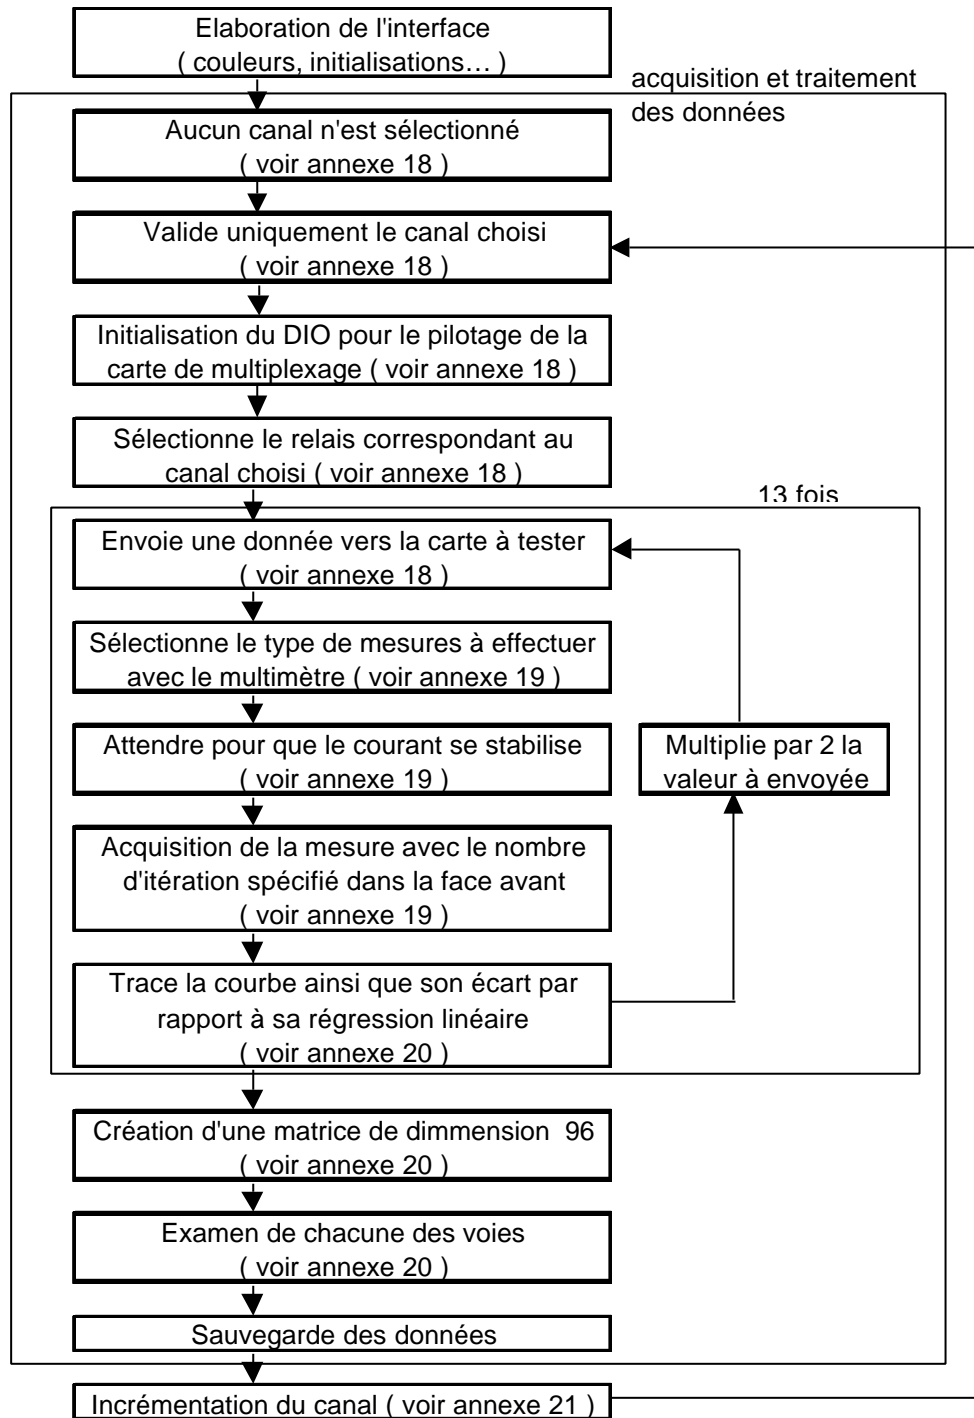 Elaboration de l'interface
( couleurs, initialisations… )
acquisition et traitement
des données
Aucun canal n'est sélectionné
( voir annexe 18 )
Valide uniquement le canal choisi
( voir annexe 18 )
Initialisation du DIO pour le pilotage de la
carte de multiplexage ( voir annexe 18 )
Sélectionne le relais correspondant au
canal choisi ( voir annexe 18 )
13 fois
Envoie une donnée vers la carte à tester
( voir annexe 18 )
Sélectionne le type de mesures à effectuer
avec le multimètre ( voir annexe 19 )
Attendre pour que le courant se stabilise
( voir annexe 19 )
Multiplie par 2 la
valeur à envoyée
Acquisition de la mesure avec le nombre
d'itération spécifié dans la face avant
( voir annexe 19 )
Trace la courbe ainsi que son écart par
rapport à sa régression linéaire
( voir annexe 20 )
Création d'une matrice de dimmension 96
( voir annexe 20 )
Examen de chacune des voies
( voir annexe 20 )
Sauvegarde des données
Incrémentation du canal ( voir annexe 21 )